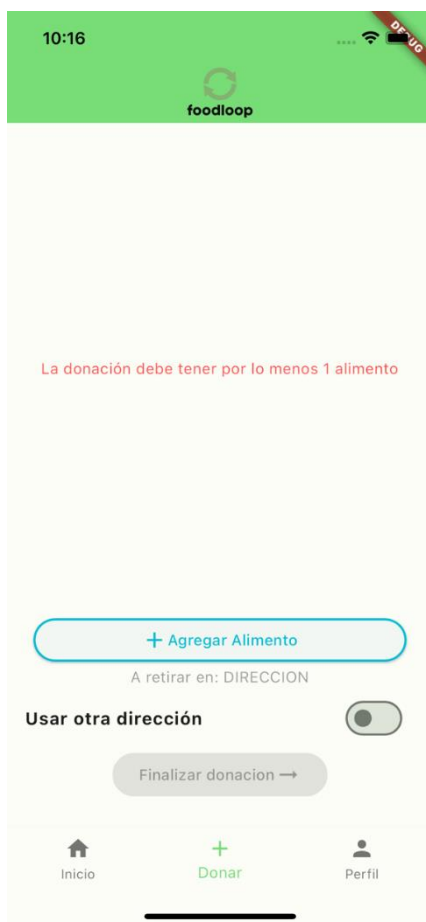 10:16
DEBUG
foodloop
La donación debe tener por lo menos 1 alimento
+ Agregar Alimento
A retirar en: DIRECCION
Usar otra dirección
Finalizar donacion →
Inicio
Donar
Perfil